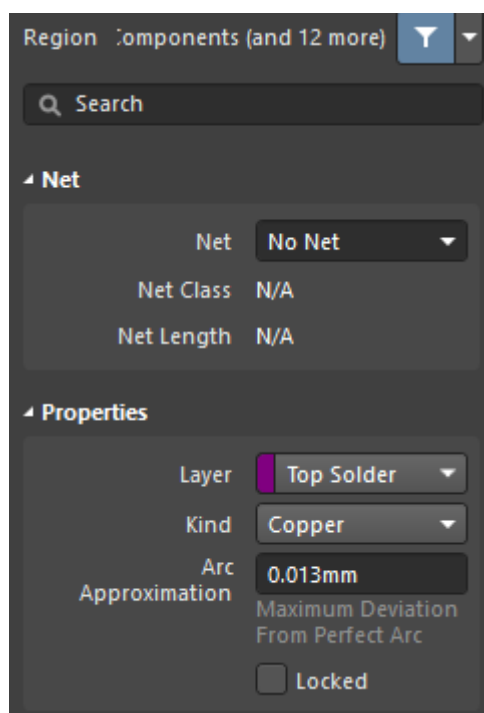 Region :omponents (and 12 more)
Search
Net
Net No Net
Net Class N/A
Net Length N/A
Properties
Layer Top Solder
Kind Copper
Arc
Approximation 0.013mm
Maximum Deviation
From Perfect Arc
Locked